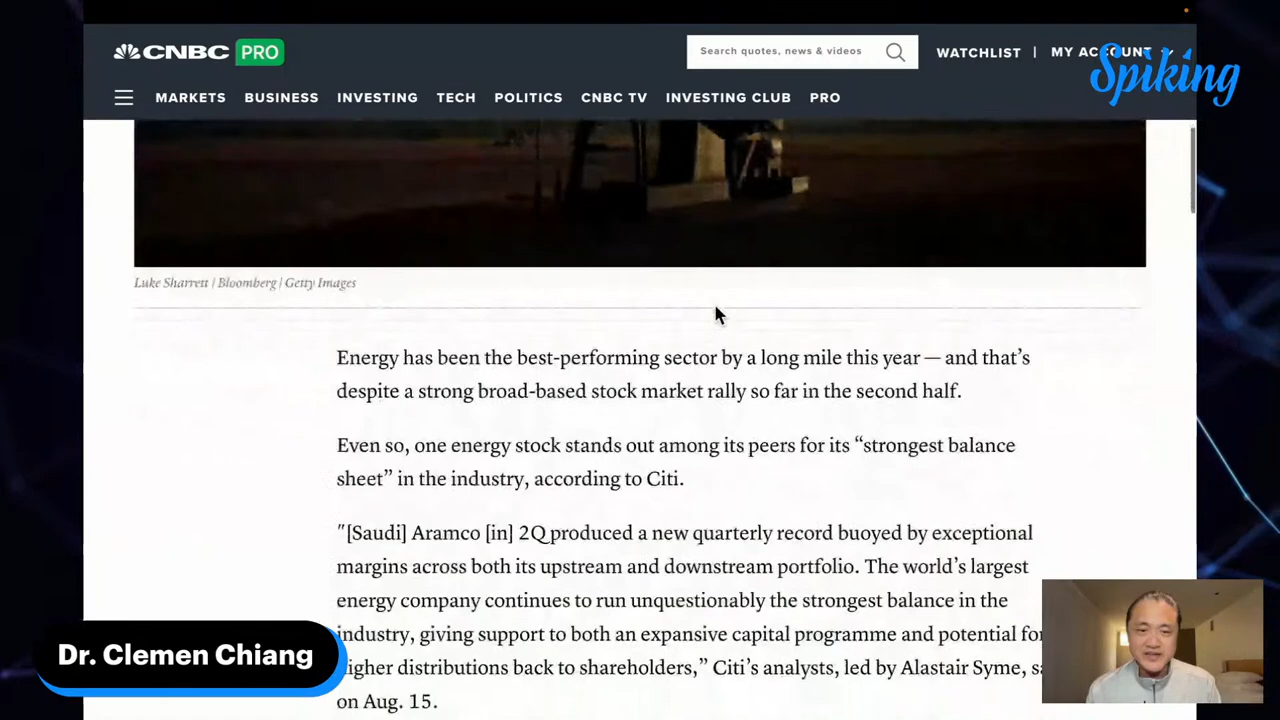 CNBC PRO
Search quotes, news & videos
WATCHLIST | MY ACCOUNT
Spiking
MARKETS BUSINESS INVESTING TECH POLITICS CNBC TV INVESTING CLUB PRO
Luke Sharrett | Bloomberg | Getty Images
Energy has been the best-performing sector by a long mile this year — and that’s
despite a strong broad-based stock market rally so far in the second half.
Even so, one energy stock stands out among its peers for its “strongest balance
sheet” in the industry, according to Citi.
"[Saudi] Aramco [in] 2Q produced a new quarterly record buoyed by exceptional
margins across both its upstream and downstream portfolio. The world’s largest
energy company continues to run unquestionably the strongest balance in the
industry, giving support to both an expansive capital programme and potential for
higher distributions back to shareholders,” Citi’s analysts, led by Alastair Syme,
on Aug. 15.
Dr. Clemen Chiang